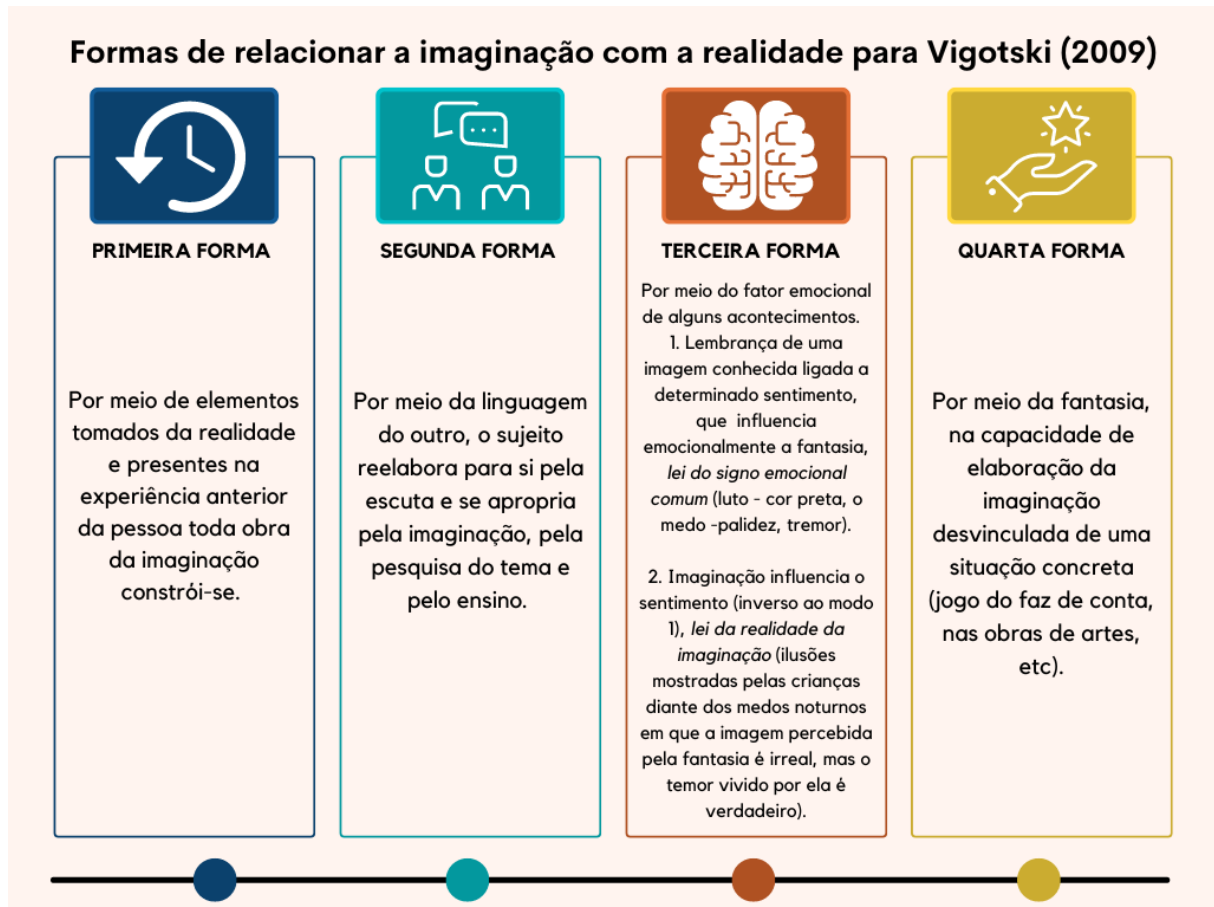 Formas de relacionar a imaginação com a realidade para Vigotski (2009)
PRIMEIRA FORMA
Por meio de elementos
tomados da realidade
e presentes na
experiência anterior
da pessoa toda obra
da imaginação
constrói-se.
SEGUNDA FORMA
Por meio da linguagem
do outro, o sujeito
reelabora para si pela
escuta e se apropria
pela imaginação, pela
pesquisa do tema e
pelo ensino.
TERCEIRA FORMA
Por meio do fator emocional
de alguns acontecimentos.
1. Lembrança de uma
imagem conhecida ligada a
determinado sentimento,
que influencia
emocionalmente a fantasia,
lei do signo emocional
comum (luto - cor preta, o
medo -palidez, tremor).
2. Imaginação influencia o
sentimento (inverso ao modo
1), lei da realidade da
imaginação (ilusões
mostradas pelas crianças
diante dos medos noturnos
em que a imagem percebida
pela fantasia é irreal, mas o
temor vivido por ela é
verdadeiro).
QUARTA FORMA
Por meio da fantasia,
na capacidade de
elaboração da
imaginação
desvinculada de uma
situação concreta
(jogo do faz de conta,
nas obras de artes,
etc).